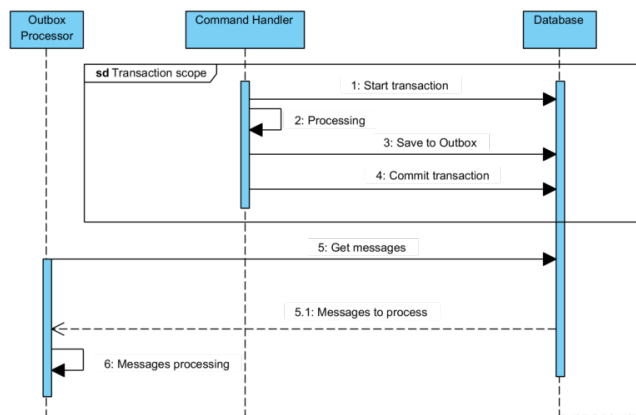 Outbox
Processor
Command Handler
Database
sd Transaction scope
1: Start transaction
2: Processing
3: Save to Outbox
4: Commit transaction
5: Get messages
5.1: Messages to process
6: Messages processing